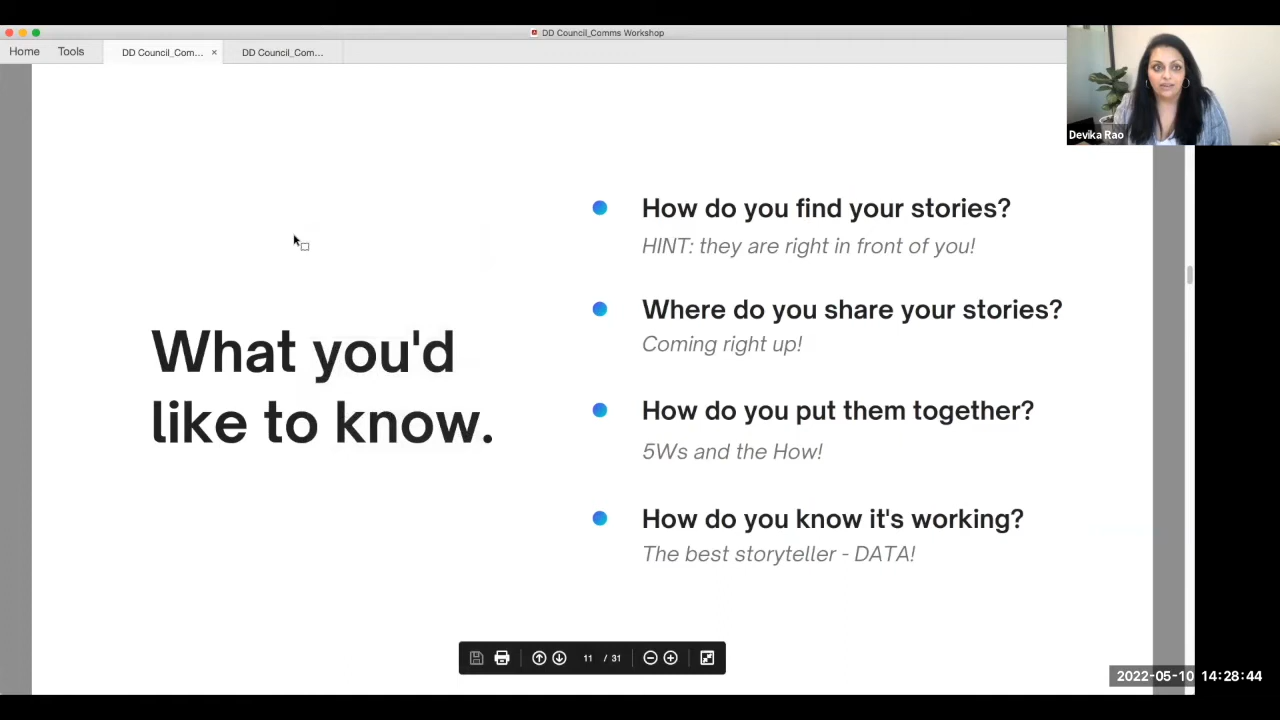 DD Council_Comms Workshop
Home Tools DD Council_Com... × DD Council_Com...
Devika Rao
What you'd
like to know.
How do you find your stories?
HINT: they are right in front of you!
Where do you share your stories?
Coming right up!
How do you put them together?
5Ws and the How!
How do you know it's working?
The best storyteller - DATA!
11 / 31
2022-05-10 14:28:44